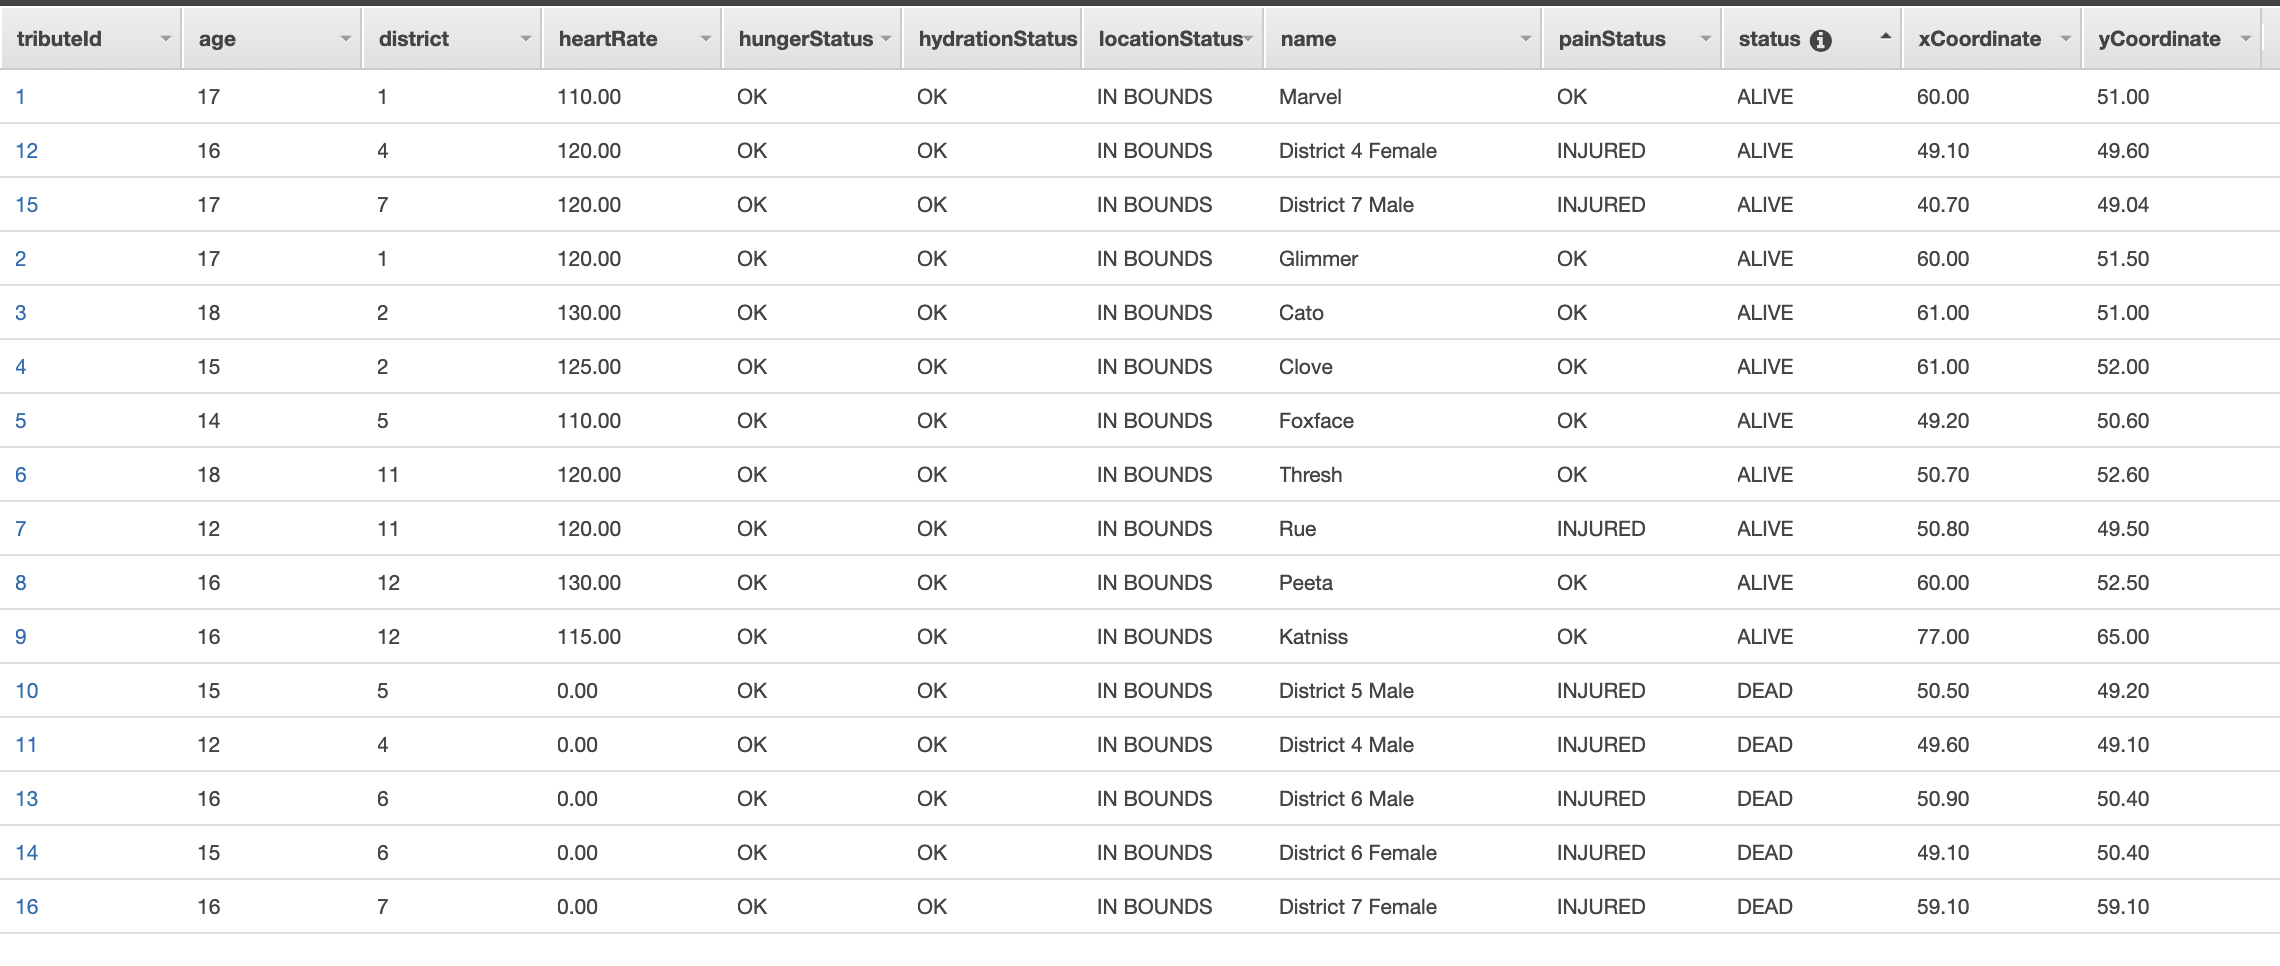 tributeId age district heartRate hungerStatus hydrationStatus locationStatus name painStatus status xCoordinate yCoordinate
1 17 1 110.00 OK OK IN BOUNDS Marvel OK ALIVE 60.00 51.00
12 16 4 120.00 OK OK IN BOUNDS District 4 Female INJURED ALIVE 49.10 49.60
15 17 7 120.00 OK OK IN BOUNDS District 7 Male INJURED ALIVE 40.70 49.04
2 17 1 120.00 OK OK IN BOUNDS Glimmer OK ALIVE 60.00 51.50
3 18 2 130.00 OK OK IN BOUNDS Cato OK ALIVE 61.00 51.00
4 15 2 125.00 OK OK IN BOUNDS Clove OK ALIVE 61.00 52.00
5 14 5 110.00 OK OK IN BOUNDS Foxface OK ALIVE 49.20 50.60
6 18 11 120.00 OK OK IN BOUNDS Thresh OK ALIVE 50.70 52.60
7 12 11 120.00 OK OK IN BOUNDS Rue INJURED ALIVE 50.80 49.50
8 16 12 130.00 OK OK IN BOUNDS Peeta OK ALIVE 60.00 52.50
9 16 12 115.00 OK OK IN BOUNDS Katniss OK ALIVE 77.00 65.00
10 15 5 0.00 OK OK IN BOUNDS District 5 Male INJURED DEAD 50.50 49.20
11 12 4 0.00 OK OK IN BOUNDS District 4 Male INJURED DEAD 49.60 49.10
13 16 6 0.00 OK OK IN BOUNDS District 6 Male INJURED DEAD 50.90 50.40
14 15 6 0.00 OK OK IN BOUNDS District 6 Female INJURED DEAD 49.10 50.40
16 16 7 0.00 OK OK IN BOUNDS District 7 Female INJURED DEAD 59.10 59.10